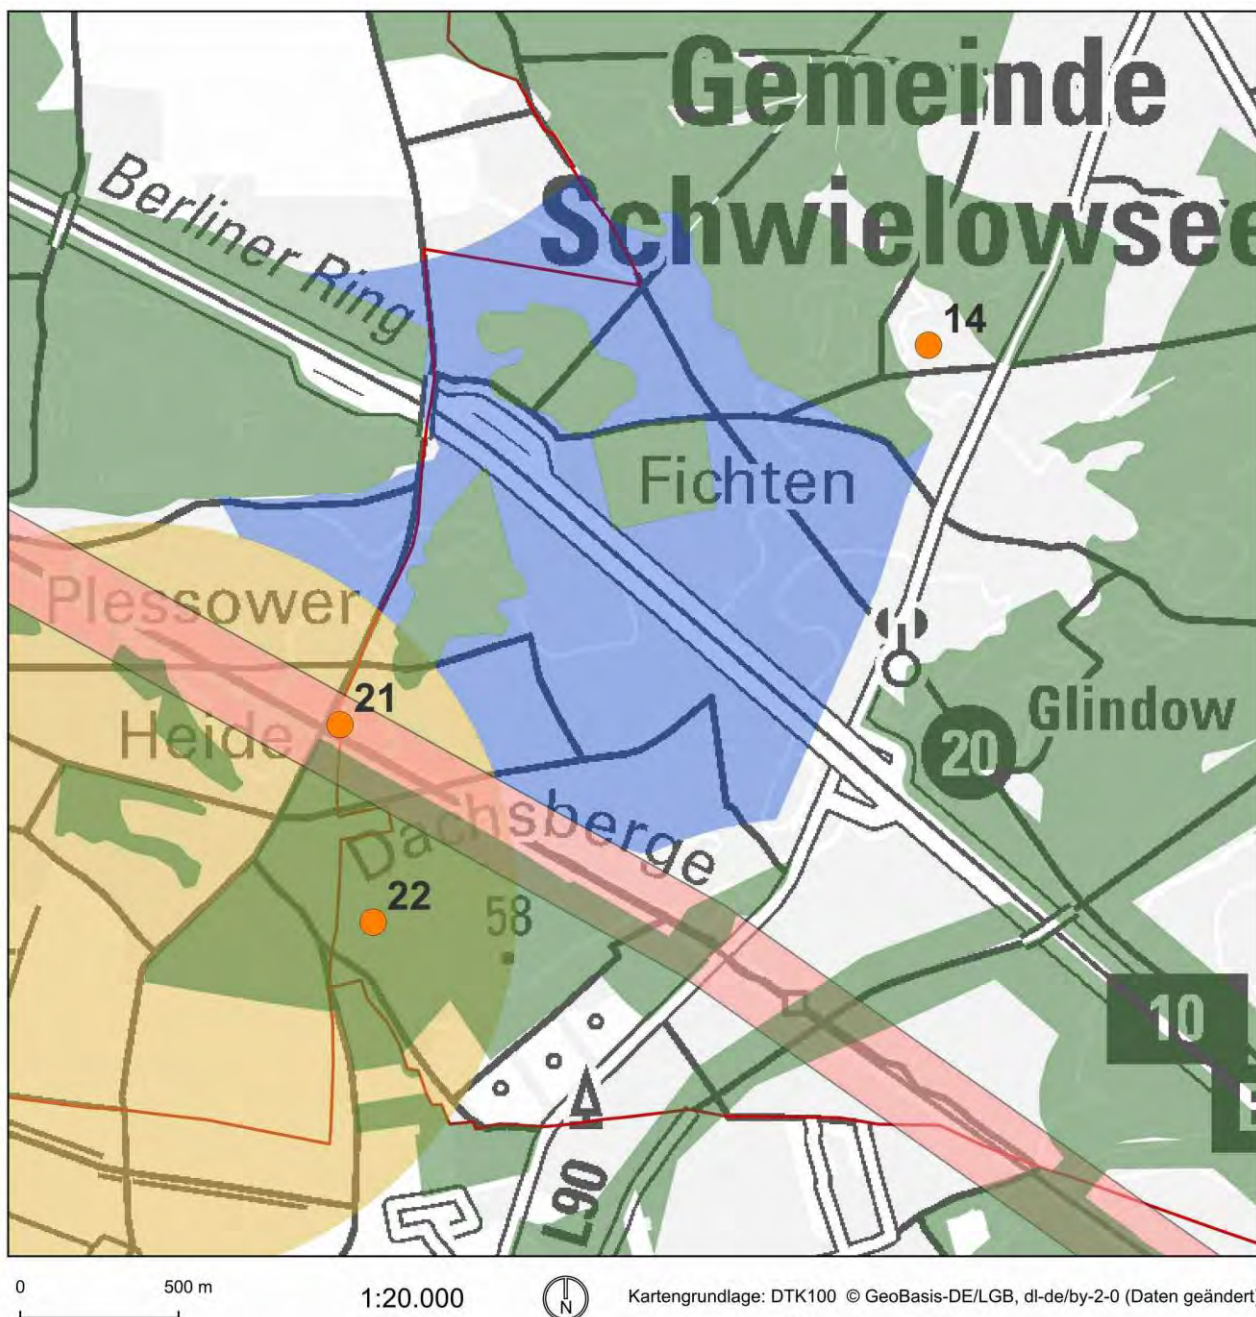 Gemeinde
Schwielowsee
Berliner Ring
14
Fichten
Plessower
21
Heide
Glindow
20
Dachsberge
22
58
10
L90
0 500 m
1:20.000
N
Kartengrundlage: DTK100 © GeoBasis-DE/LGB, dl-de/by-2-0 (Daten geändert